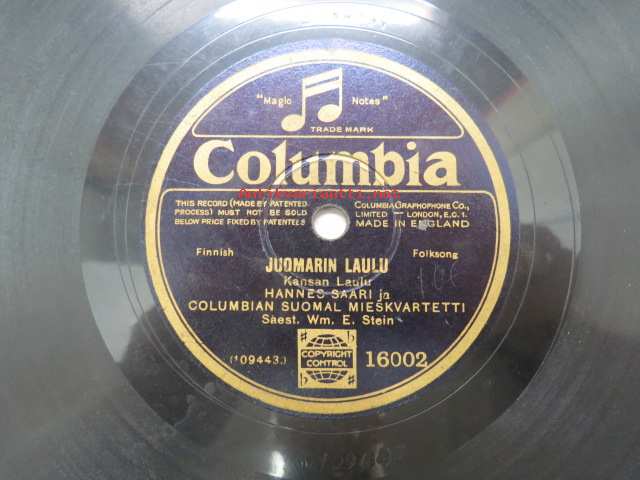 "Magic Notes"
TRADE MARK
Columbia
THIS RECORD (MADE BY PATENTED
PROCESS) MUST NOT BE SOLD
BELOW PRICE FIXED BY PATENTEES
COLUMBIA GRAPHOPHONE CO.,
LIMITED — LONDON, E.C. 1.
MADE IN ENGLAND
Finnish Folksong
JUOMARIN LAULU
Kansan Laulu
HANNES SAARI ja
COLUMBIAN SUOMAL MIESKVARTETTI
Säest. Wm. E. Stein
COPYRIGHT
CONTROL
(109443.) 16002